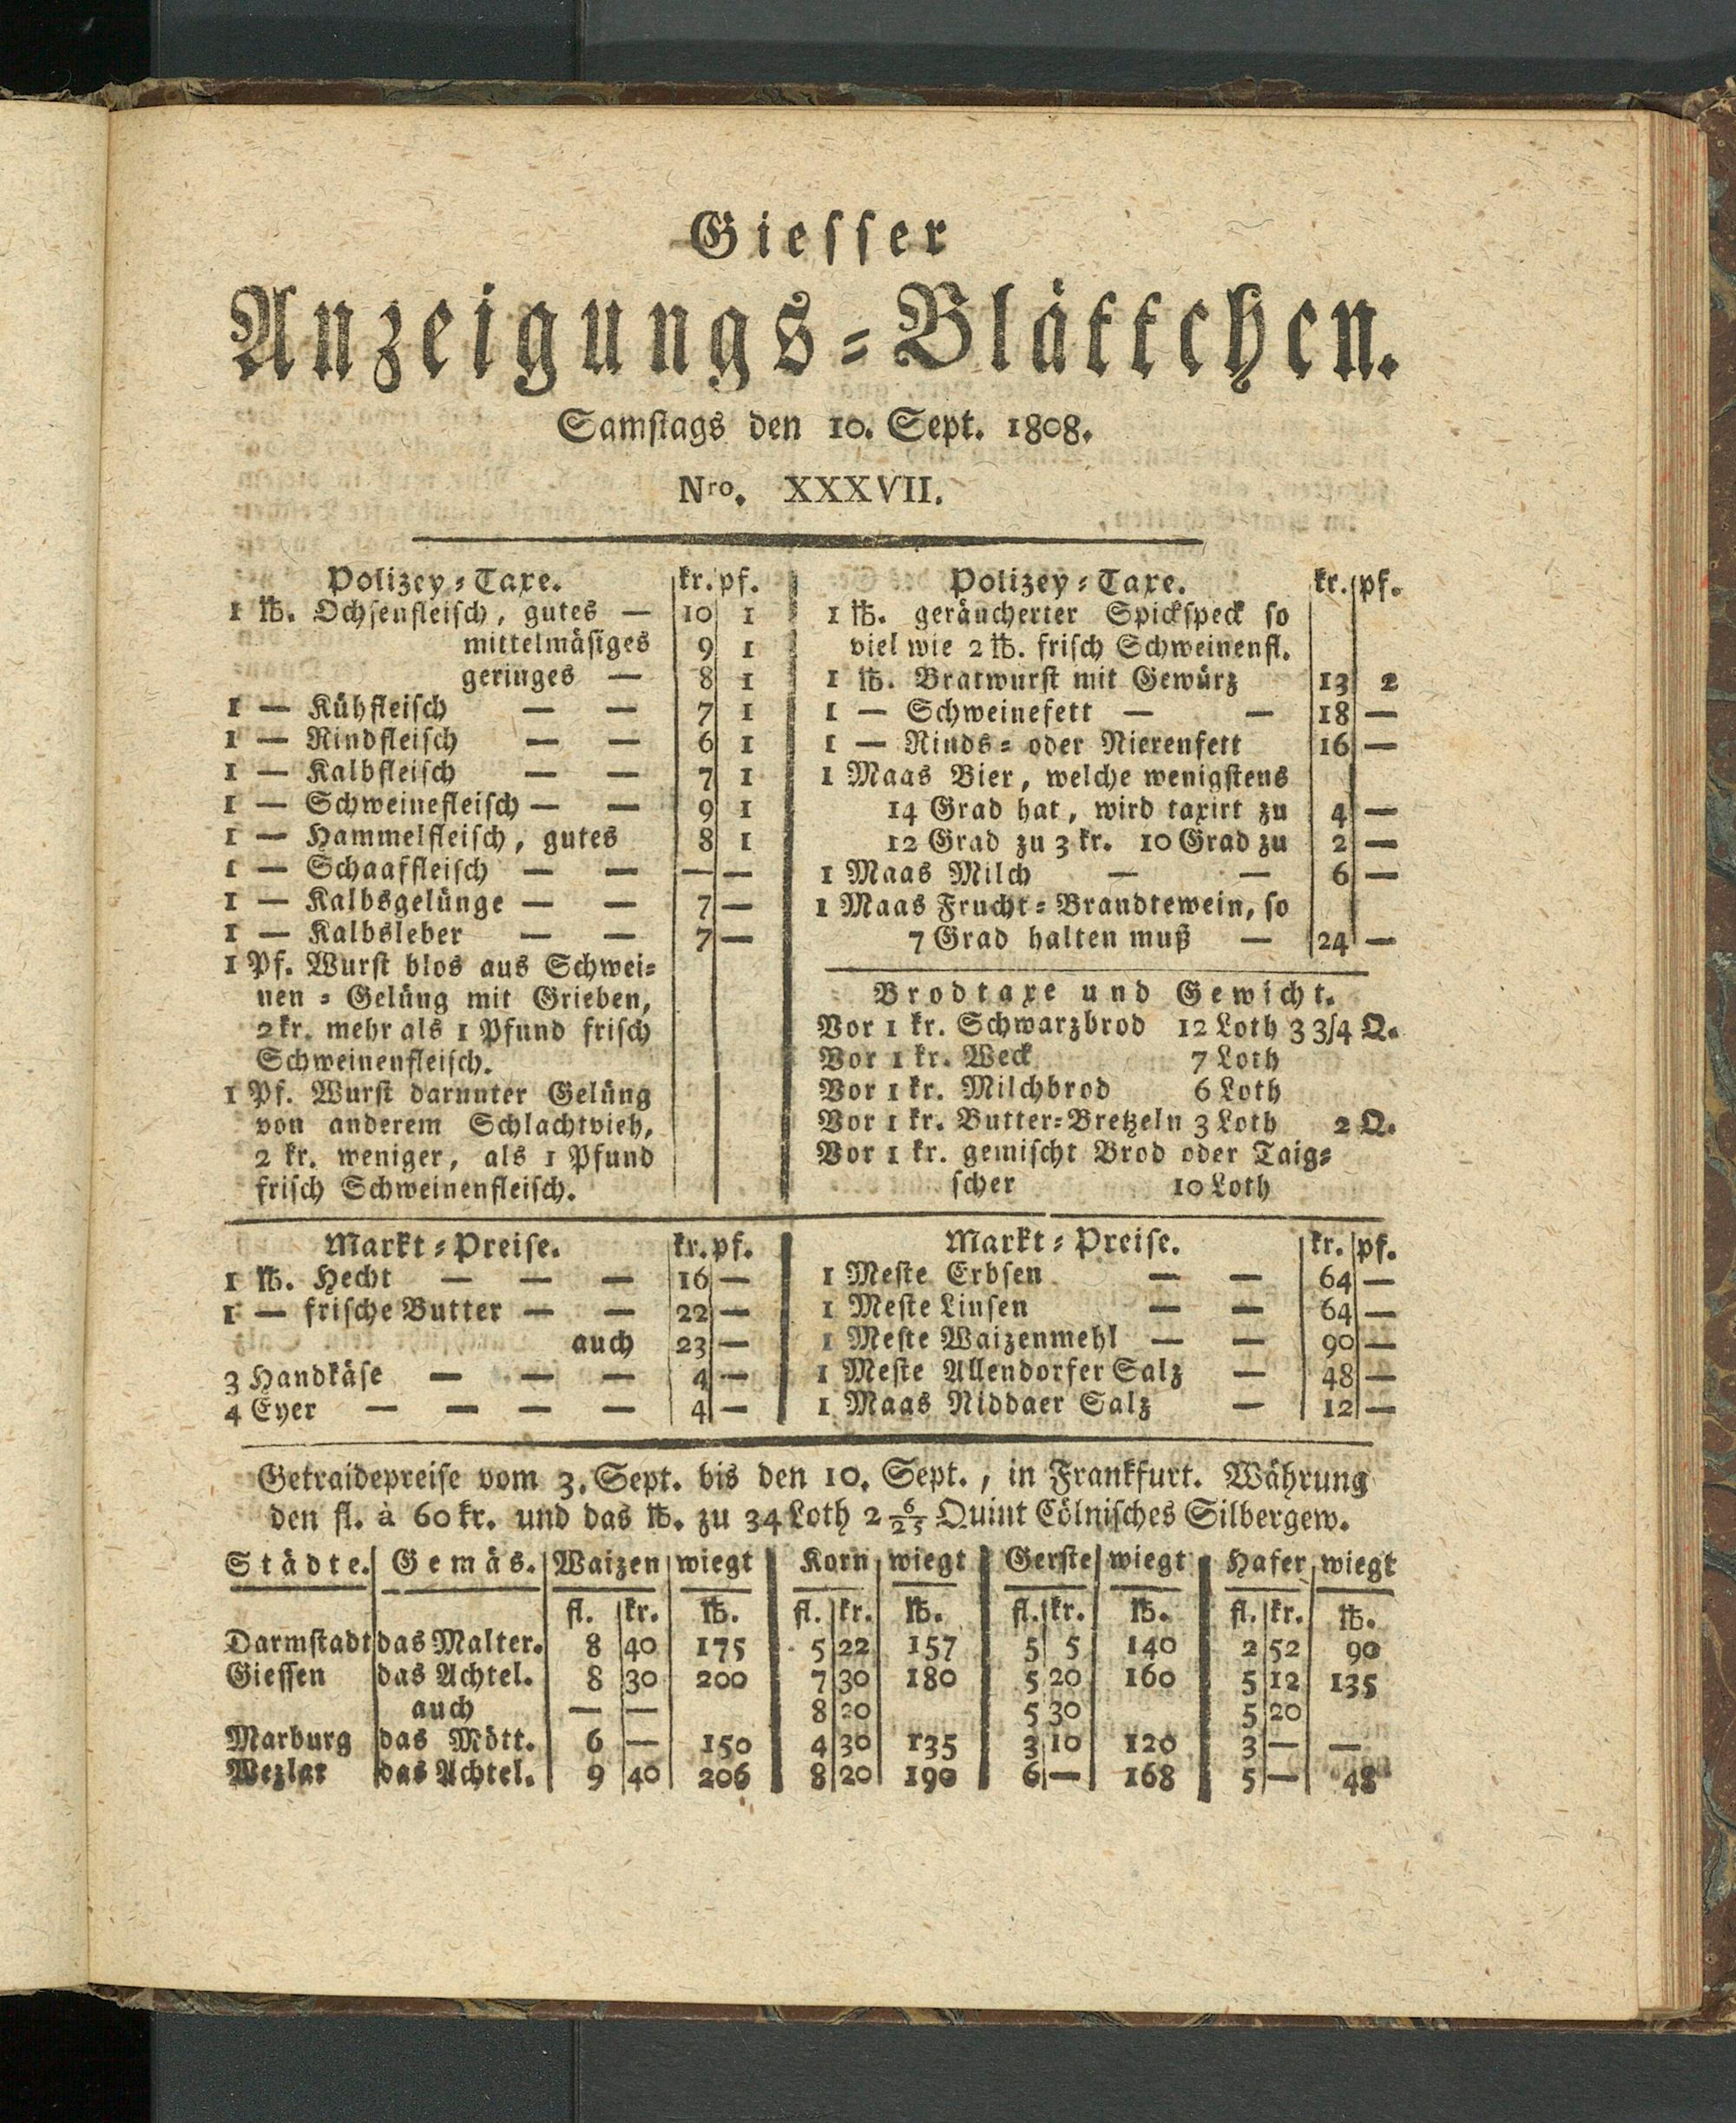 Giesser
Anzeigungs-Blättchen.
Samstags den 10. Sept. 1808.
Nro. XXXVII.
Polizey-Taxe. kr. pf.
1 ℔. Ochsenfleisch, gutes — 10 1
mittelmäsiges 9 1
geringes — 8 1
1 — Kühfleisch — — 7 1
1 — Rindfleisch — — 6 1
1 — Kalbfleisch — — 7 1
1 — Schweinefleisch — — 9 1
1 — Hammelfleisch, gutes 8 1
1 — Schaaffleisch — — — —
1 — Kalbsgelünge — — 7 —
1 — Kalbsleber — — 7 —
1 Pf. Wurst blos aus Schwei-
nen-Gelüng mit Grieben,
2 kr. mehr als 1 Pfund frisch
Schweinenfleisch.
1 Pf. Wurst darunter Gelüng
von anderem Schlachtvieh,
2 kr. weniger, als 1 Pfund
frisch Schweinenfleisch.
Polizey-Taxe. kr. pf.
1 ℔. geräucherter Spickspeck so
viel wie 2 ℔. frisch Schweinenfl.
1 ℔. Bratwurst mit Gewürz 13 2
1 — Schweinefett — — 18 —
1 — Rinds- oder Nierenfett 16 —
1 Maas Bier, welche wenigstens
14 Grad hat, wird taxirt zu 4 —
12 Grad zu 3 kr. 10 Grad zu 2 —
1 Maas Milch — — 6 —
1 Maas Frucht-Brandtewein, so
7 Grad halten muß — 24 —
Brodtaxe und Gewicht.
Vor 1 kr. Schwarzbrod 12 Loth 3 3/4 Q.
Vor 1 kr. Weck 7 Loth
Vor 1 kr. Milchbrod 6 Loth
Vor 1 kr. Butter-Bretzeln 3 Loth 2 Q.
Vor 1 kr. gemischt Brod oder Taig-
scher 10 Loth
Markt-Preise. kr. pf.
1 ℔. Hecht — — — 16 —
1 — frische Butter — — 22 —
auch 23 —
3 Handkäse — — — 4 —
4 Eyer — — — — 4 —
Markt-Preise. kr. pf.
1 Meste Erbsen — — 64 —
1 Meste Linsen — — 64 —
1 Meste Waizenmehl — — 90 —
1 Meste Allendorfer Salz — 48 —
1 Maas Niddaer Salz — 12 —
Getraidepreise vom 3. Sept. bis den 10. Sept., in Frankfurt. Währung
den fl. à 60 kr. und das ℔. zu 34 Loth 2 6/25 Quint Cölnisches Silbergew.
Städte. Gemäs. Waizen wiegt Korn wiegt Gerste wiegt Hafer wiegt
fl. kr. ℔. fl. kr. ℔. fl. kr. ℔. fl. kr. ℔.
Darmstadt das Malter. 8 40 175 5 22 157 5 5 140 2 52 90
Giessen das Achtel. 8 30 200 7 30 180 5 20 160 5 12 135
auch — — 8 20 5 30 5 20
Marburg das Mött. 6 — 150 4 30 135 3 10 120 3 — —
Wezlar das Achtel. 9 40 206 8 20 190 6 — 168 5 — 48